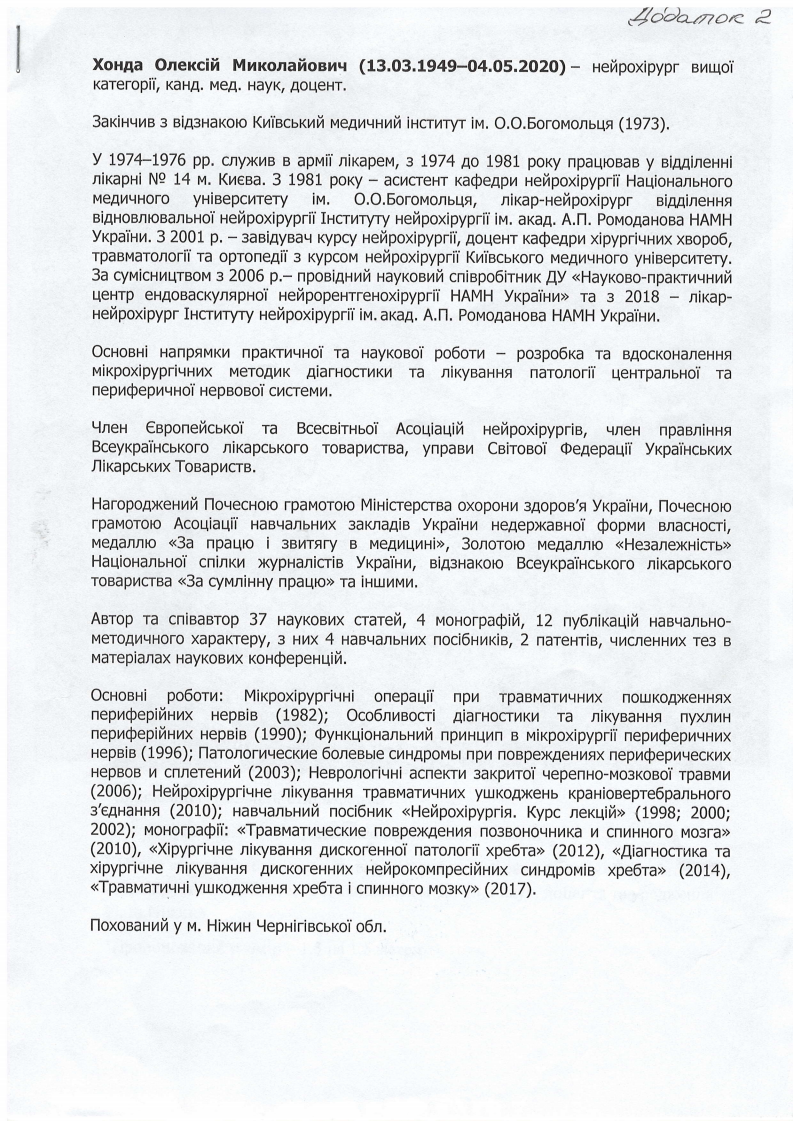 Додаток 2
Хонда Олексій Миколайович (13.03.1949–04.05.2020) – нейрохірург вищої
категорії, канд. мед. наук, доцент.
Закінчив з відзнакою Київський медичний інститут ім. О.О.Богомольця (1973).
У 1974–1976 рр. служив в армії лікарем, з 1974 до 1981 року працював у відділенні
лікарні № 14 м. Києва. З 1981 року – асистент кафедри нейрохірургії Національного
медичного університету ім. О.О.Богомольця, лікар-нейрохірург відділення
відновлювальної нейрохірургії Інституту нейрохірургії ім. акад. А.П. Ромоданова НАМН
України. З 2001 р. – завідувач курсу нейрохірургії, доцент кафедри хірургічних хвороб,
травматології та ортопедії з курсом нейрохірургії Київського медичного університету.
За сумісництвом з 2006 р.– провідний науковий співробітник ДУ «Науково-практичний
центр ендоваскулярної нейрорентгенохірургії НАМН України» та з 2018 – лікар-
нейрохірург Інституту нейрохірургії ім. акад. А.П. Ромоданова НАМН України.
Основні напрямки практичної та наукової роботи – розробка та вдосконалення
мікрохірургічних методик діагностики та лікування патології центральної та
периферичної нервової системи.
Член Європейської та Всесвітньої Асоціацій нейрохірургів, член правління
Всеукраїнського лікарського товариства, управи Світової Федерації Українських
Лікарських Товариств.
Нагороджений Почесною грамотою Міністерства охорони здоров’я України, Почесною
грамотою Асоціації навчальних закладів України недержавної форми власності,
медаллю «За працю і звитягу в медицині», Золотою медаллю «Незалежність»
Національної спілки журналістів України, відзнакою Всеукраїнського лікарського
товариства «За сумлінну працю» та іншими.
Автор та співавтор 37 наукових статей, 4 монографій, 12 публікацій навчально-
методичного характеру, з них 4 навчальних посібників, 2 патентів, численних тез в
матеріалах наукових конференцій.
Основні роботи: Мікрохірургічні операції при травматичних пошкодженнях
периферійних нервів (1982); Особливості діагностики та лікування пухлин
периферійних нервів (1990); Функціональний принцип в мікрохірургії периферичних
нервів (1996); Патологические болевые синдромы при повреждениях периферических
нервов и сплетений (2003); Неврологічні аспекти закритої черепно-мозкової травми
(2006); Нейрохірургічне лікування травматичних ушкоджень краніовертебрального
з’єднання (2010); навчальний посібник «Нейрохірургія. Курс лекцій» (1998; 2000;
2002); монографії: «Травматические повреждения позвоночника и спинного мозга»
(2010), «Хірургічне лікування дискогенної патології хребта» (2012), «Діагностика та
хірургічне лікування дискогенних нейрокомпресійних синдромів хребта» (2014),
«Травматичні ушкодження хребта і спинного мозку» (2017).
Похований у м. Ніжин Чернігівської обл.